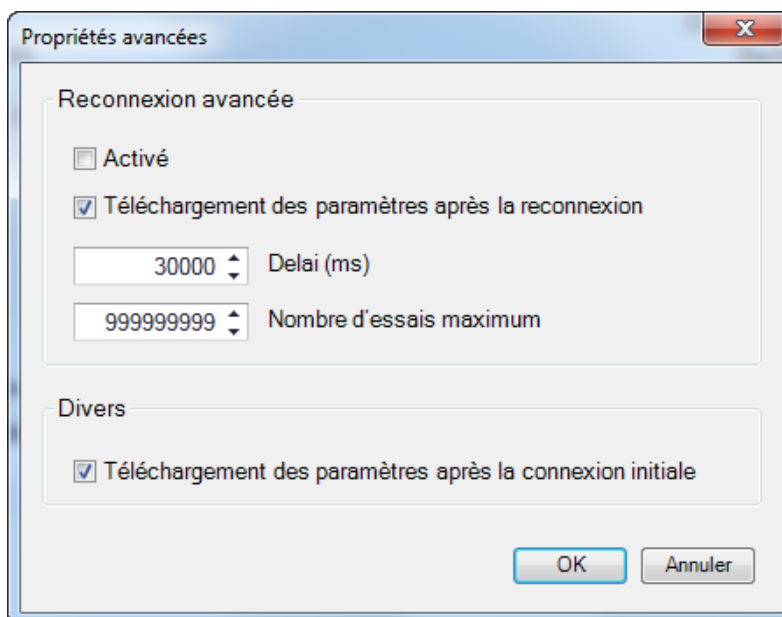 Propriétés avancées
Reconnexion avancée
Activé
Téléchargement des paramètres après la reconnexion
30000 Delai (ms)
999999999 Nombre d'essais maximum
Divers
Téléchargement des paramètres après la connexion initiale
OK Annuler